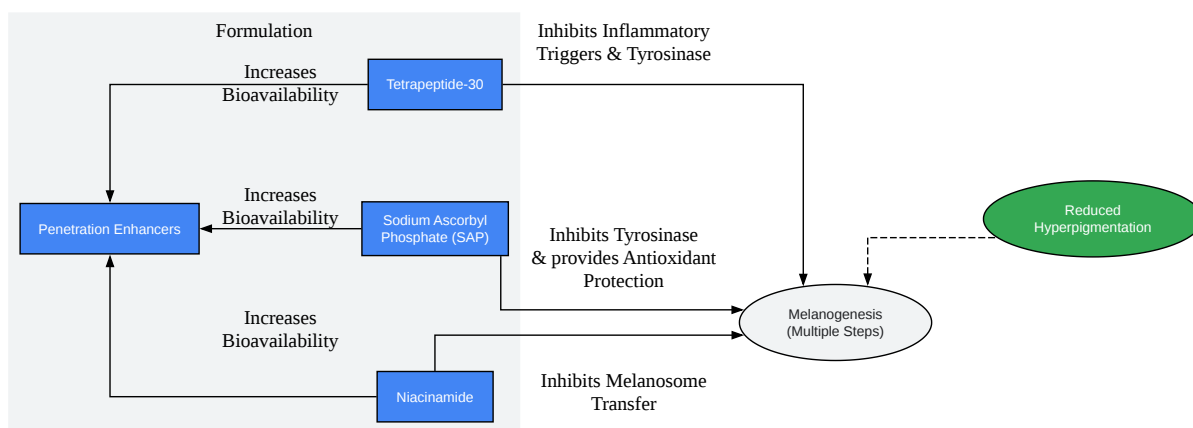 Formulation
Inhibits Inflammatory
Triggers & Tyrosinase
Increases
Bioavailability
Tetrapeptide-30
Increases
Bioavailability
Penetration Enhancers
Sodium Ascorbyl
Phosphate (SAP)
Reduced
Hyperpigmentation
Inhibits Tyrosinase
& provides Antioxidant
Protection
Melanogenesis
(Multiple Steps)
Increases
Bioavailability
Niacinamide
Inhibits Melanosome
Transfer